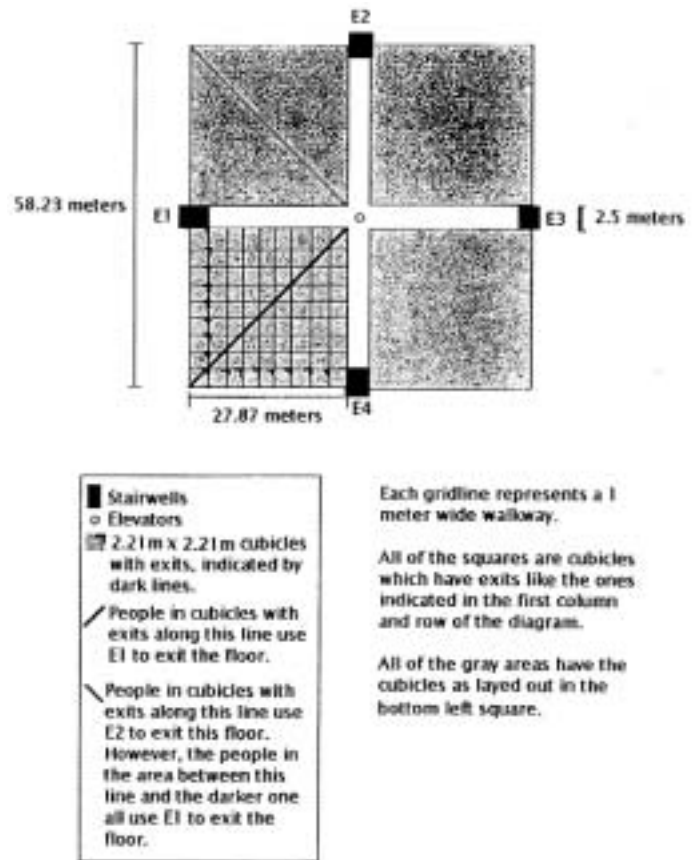 E2
58.23 meters
E1
E3
2.5 meters
E4
27.87 meters
Stairwells
Elevators
2.21m x 2.21m cubicles
with exits, indicated by
dark lines.
People in cubicles with
exits along this line use
E1 to exit the floor.
People in cubicles with
exits along this line use
E2 to exit this floor.
However, the people in
the area between this
line and the darker one
all use E1 to exit the
floor.
Each gridline represents a 1
meter wide walkway.
All of the squares are cubicles
which have exits like the ones
indicated in the first column
and row of the diagram.
All of the gray areas have the
cubicles as layed out in the
bottom left square.